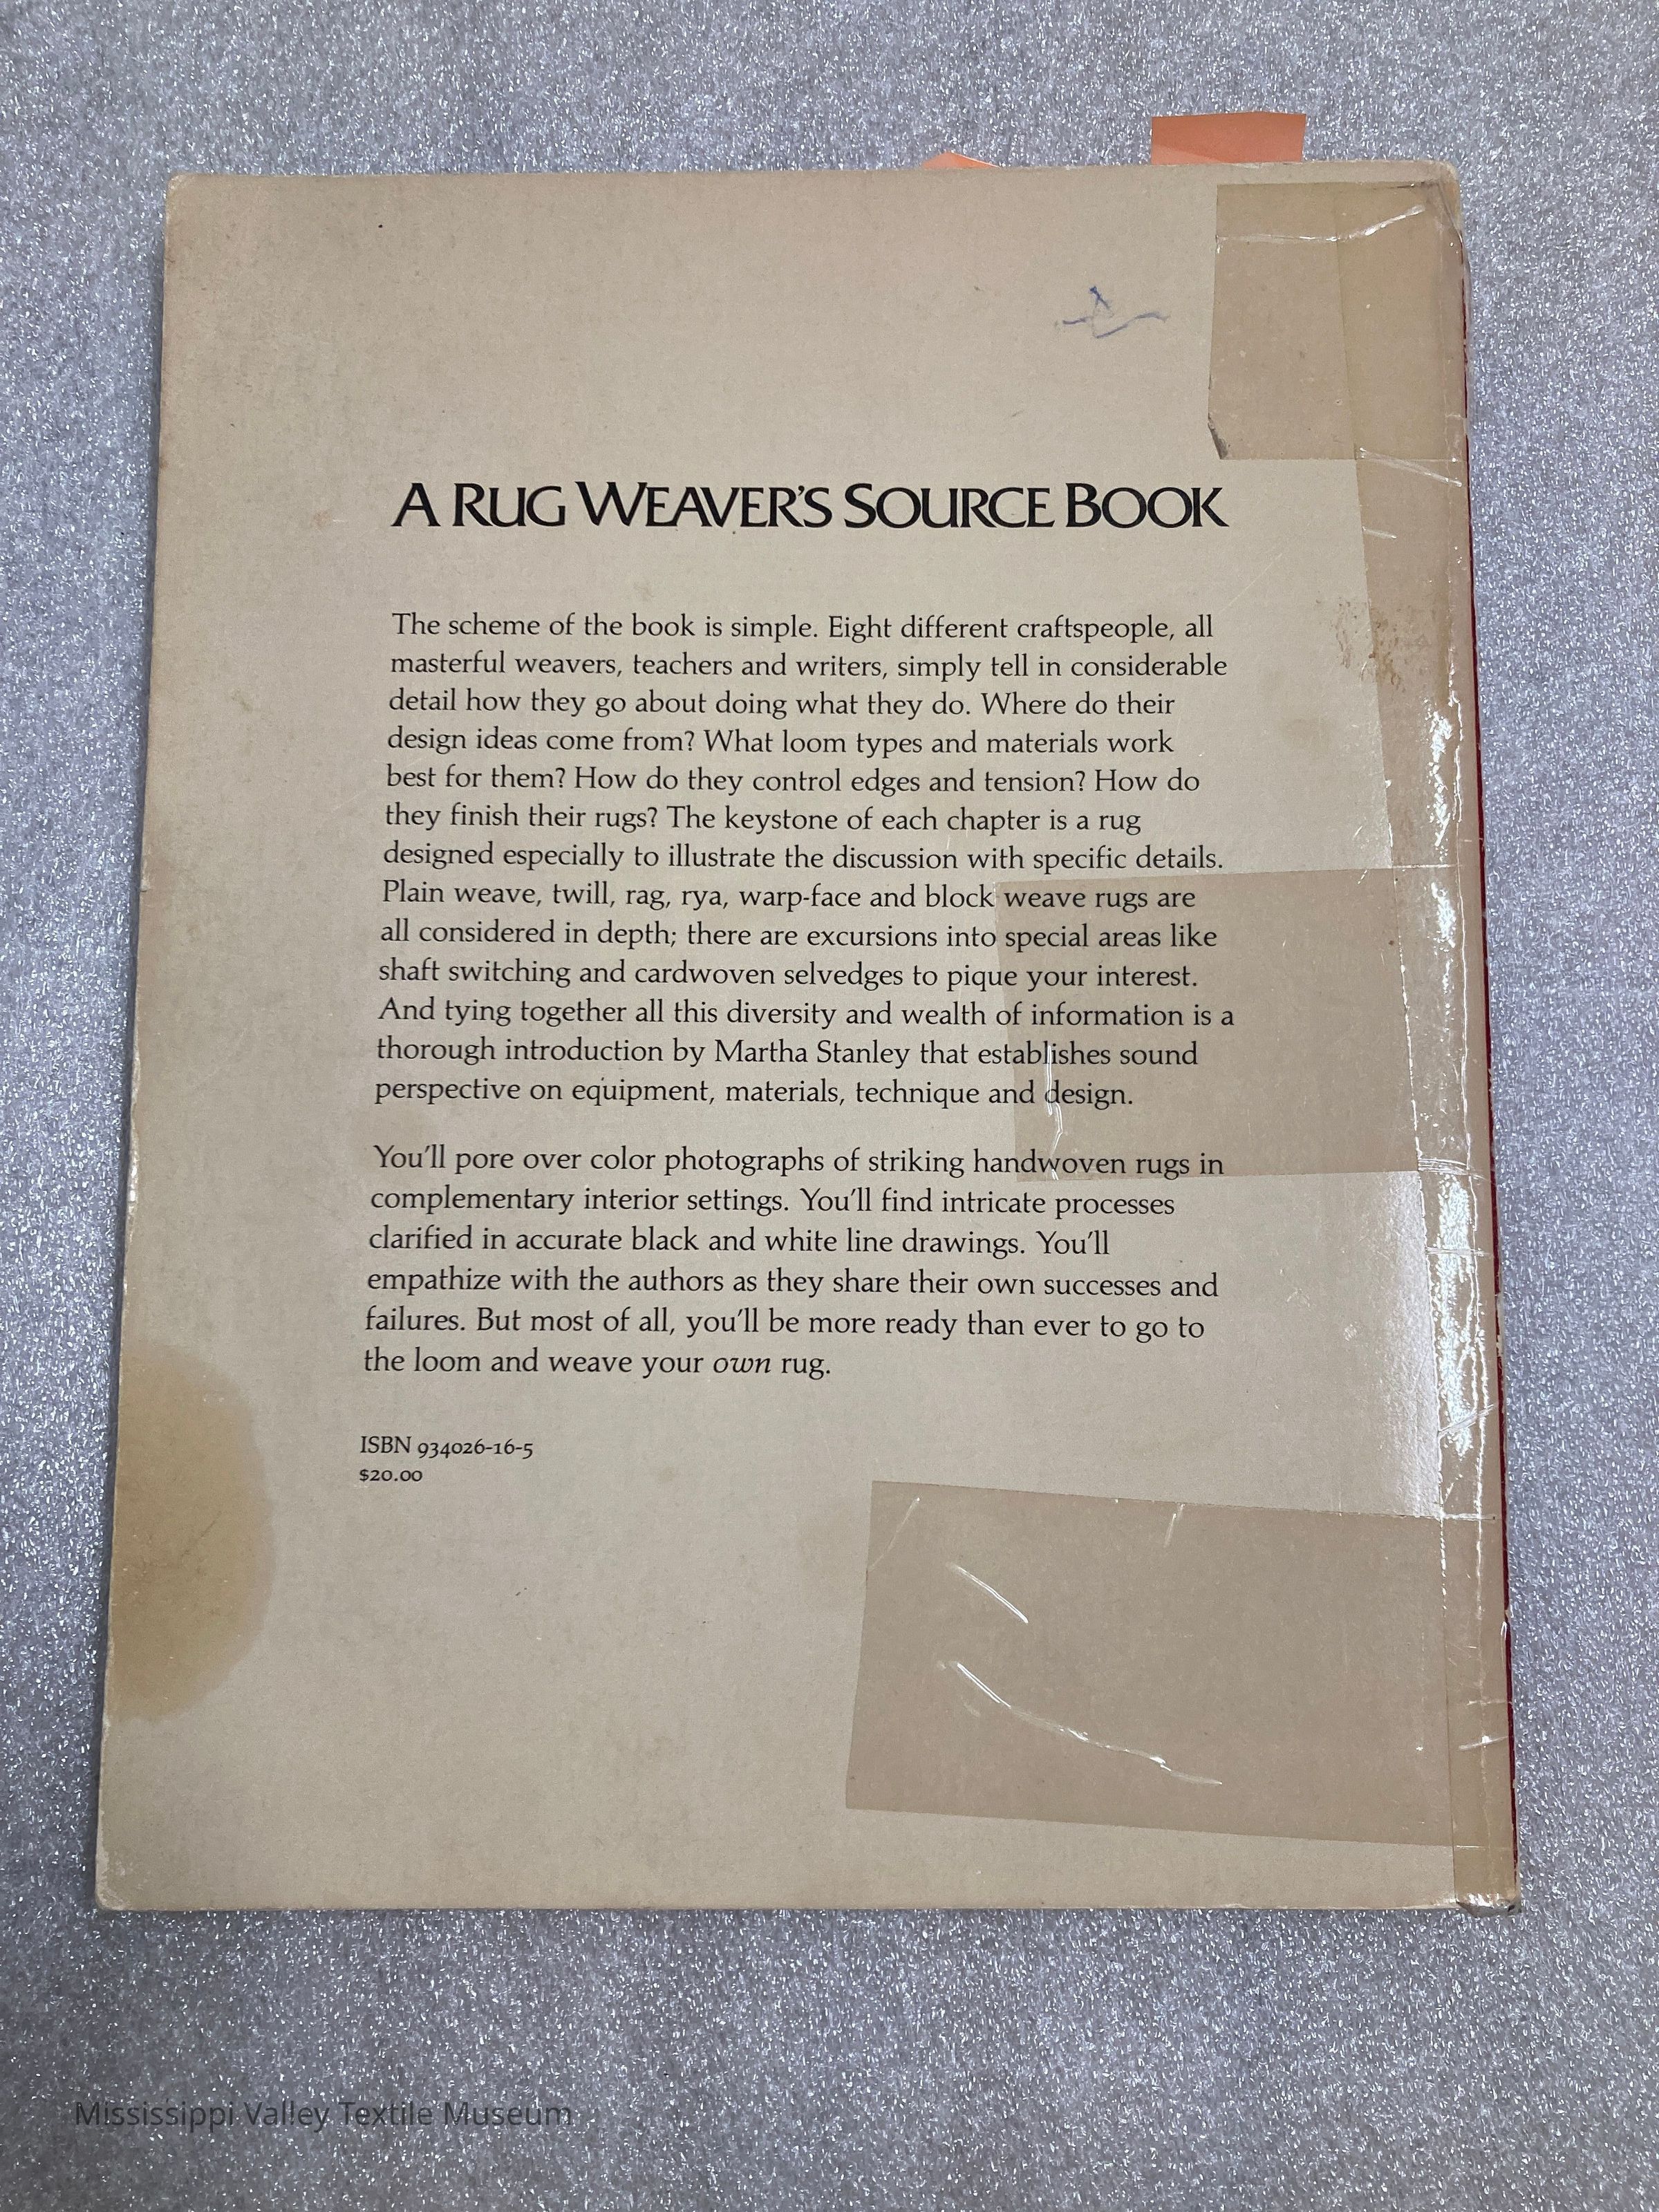 A RUG WEAVER'S SOURCE BOOK
The scheme of the book is simple. Eight different craftspeople, all
masterful weavers, teachers and writers, simply tell in considerable
detail how they go about doing what they do. Where do their
design ideas come from? What loom types and materials work
best for them? How do they control edges and tension? How do
they finish their rugs? The keystone of each chapter is a rug
designed especially to illustrate the discussion with specific details.
Plain weave, twill, rag, rya, warp-face and block weave rugs are
all considered in depth; there are excursions into special areas like
shaft switching and cardwoven selvedges to pique your interest.
And tying together all this diversity and wealth of information is a
thorough introduction by Martha Stanley that establishes sound
perspective on equipment, materials, technique and design.
You'll pore over color photographs of striking handwoven rugs in
complementary interior settings. You'll find intricate processes
clarified in accurate black and white line drawings. You'll
empathize with the authors as they share their own successes and
failures. But most of all, you'll be more ready than ever to go to
the loom and weave your own rug.
ISBN 934026-16-5
$20.00
Mississippi Valley Textile Museum